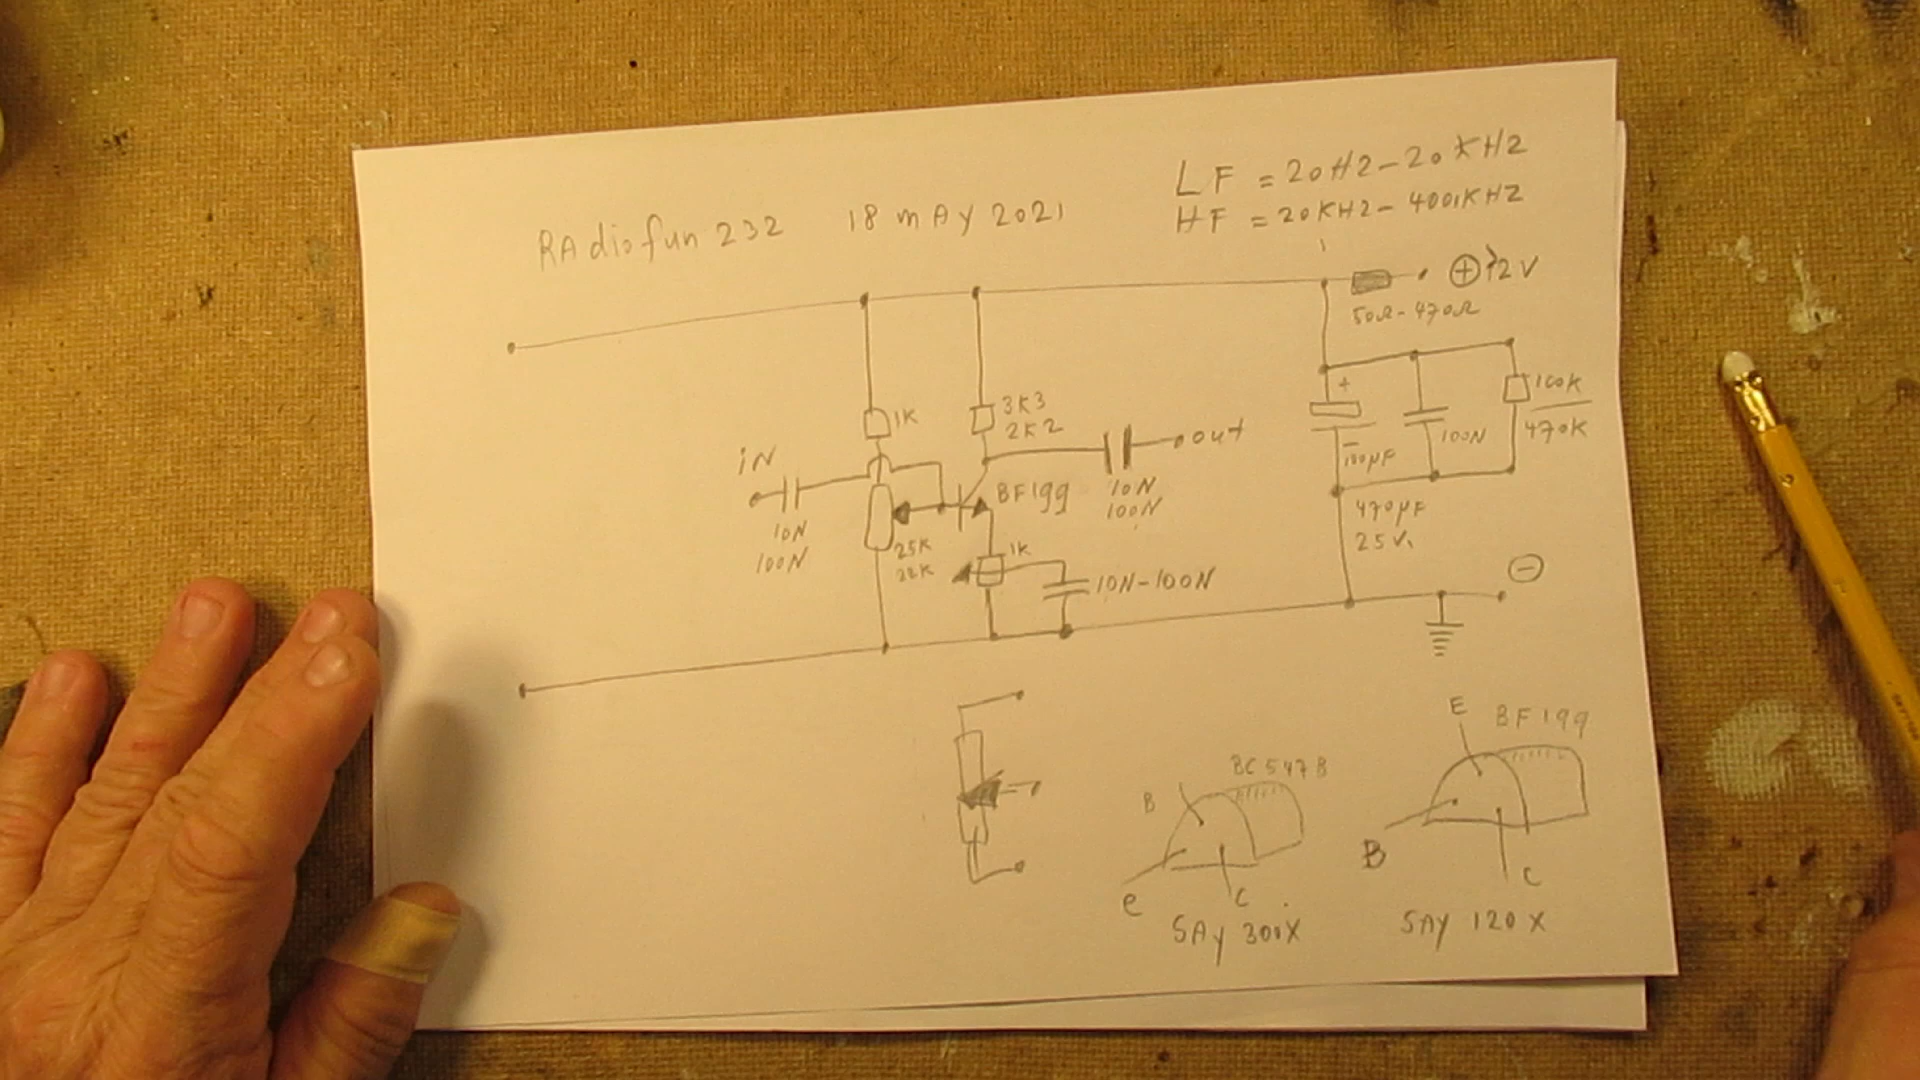 LF = 20HZ-20KHZ
RAdiofun 232 18 mAy 2021
HF = 20KHZ-400KHZ
+ 12V
50Ω-470Ω
1K
3K3
2K2
out
iN
+
100K
470K
100N
-
100µF
BF199
10N
100N
10N
100N
470µF
25V
25K
22K
1K
10N-100N
-
E
BF199
BC547B
B
B
C
e
C
SAy 300X
SAY 120X